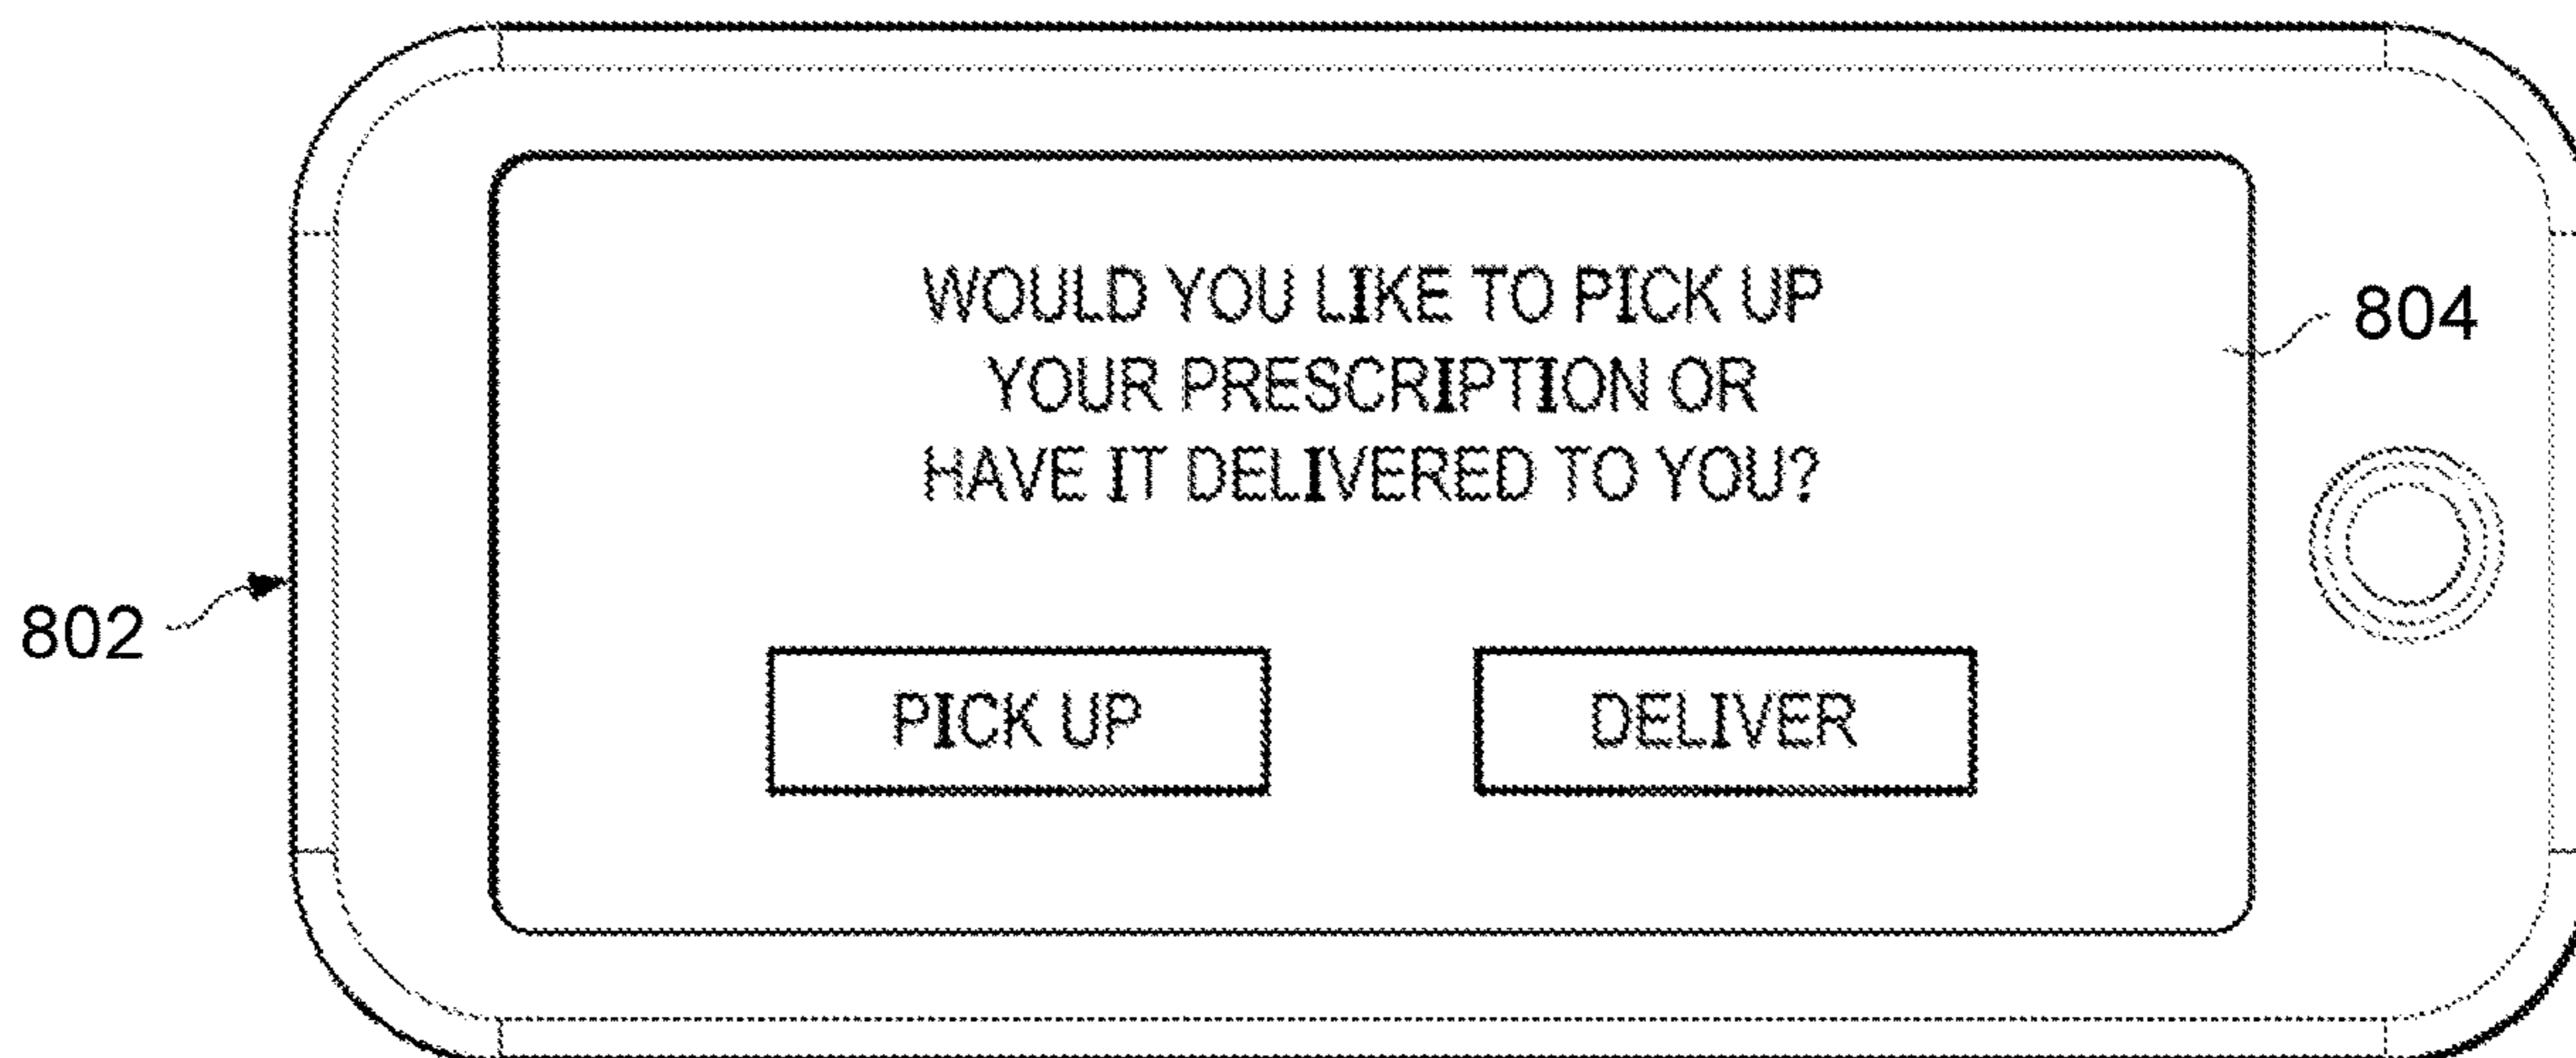 WOULD YOU LIKE TO PICK UP
YOUR PRESCRIPTION OR
HAVE IT DELIVERED TO YOU?
804
802
PICK UP
DELIVER